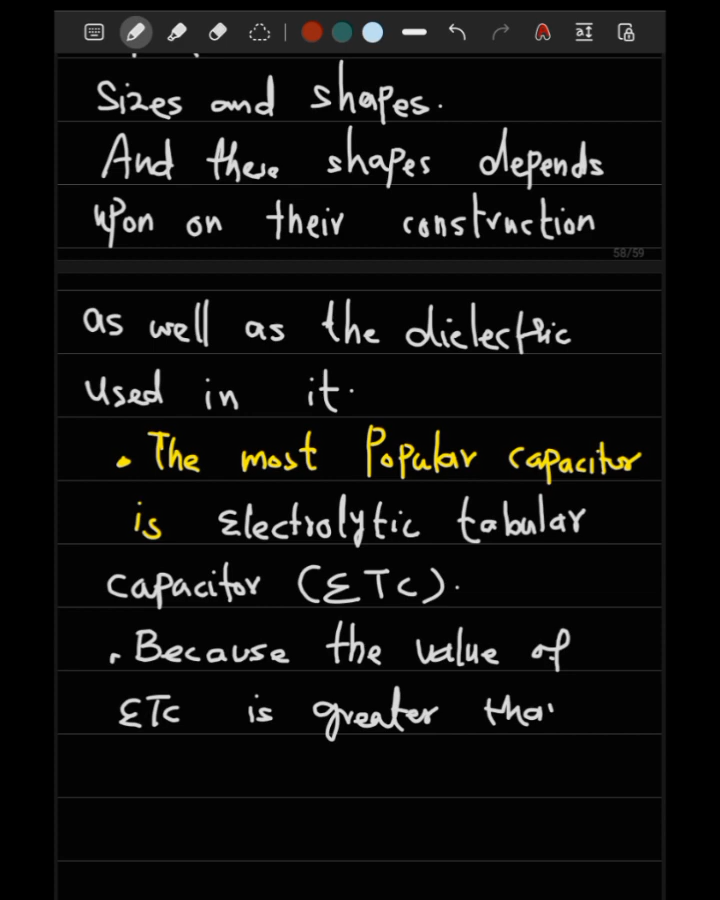 Sizes and shapes.
And these shapes depends
upon on their construction
58/59
as well as the dielectric
used in it.
• The most Popular capacitor
is Electrolytic tabular
capacitor (ETC).
• Because the value of
ETC is greater tha